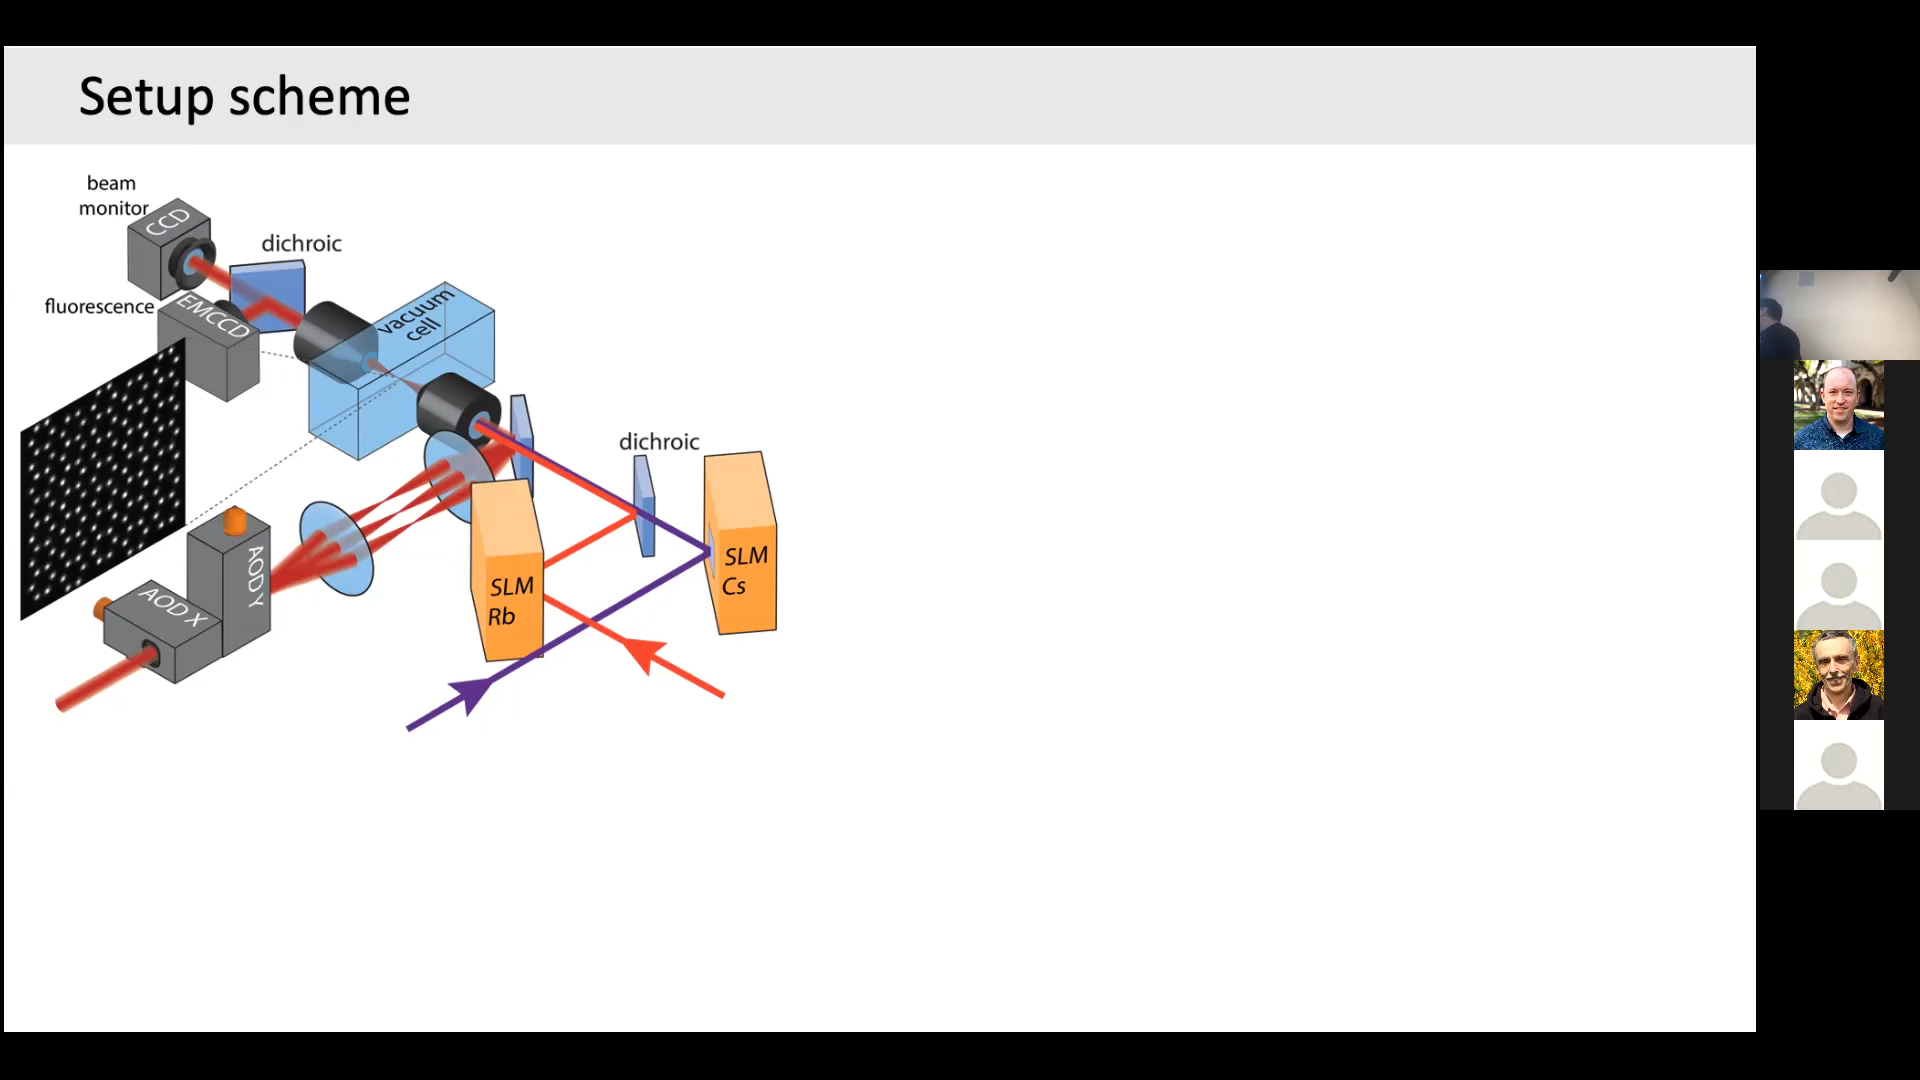 Setup scheme
beam
monitor
CCD
dichroic
fluorescence
EMCCD
vacuum
cell
dichroic
AOD Y
AOD X
SLM
Rb
SLM
Cs